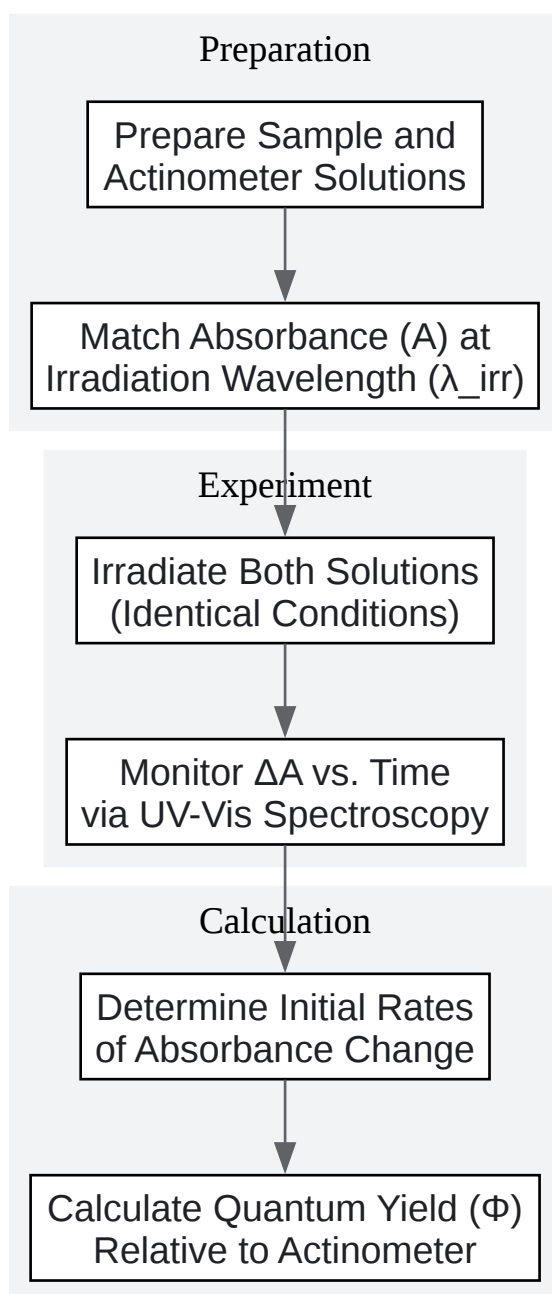 Preparation
Prepare Sample and
Actinometer Solutions
Match Absorbance (A) at
Irradiation Wavelength (λ_irr)
Experiment
Irradiate Both Solutions
(Identical Conditions)
Monitor ΔA vs. Time
via UV-Vis Spectroscopy
Calculation
Determine Initial Rates
of Absorbance Change
Calculate Quantum Yield (Φ)
Relative to Actinometer